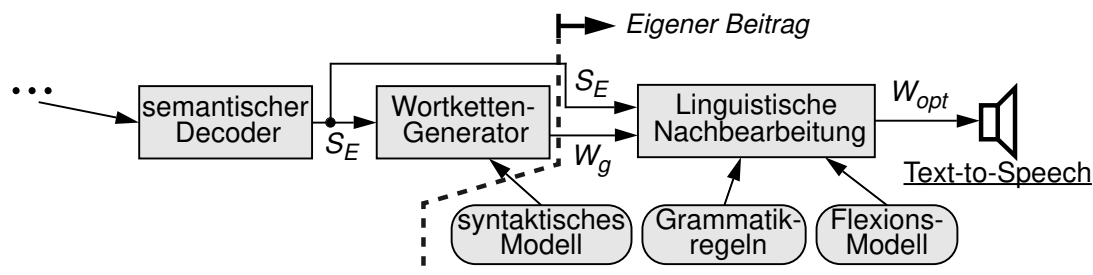 Eigener Beitrag
...
semantischer
Decoder
S_E
Wortketten-
Generator
S_E
W_g
Linguistische
Nachbearbeitung
W_opt
Text-to-Speech
syntaktisches
Modell
Grammatik-
regeln
Flexions-
Modell